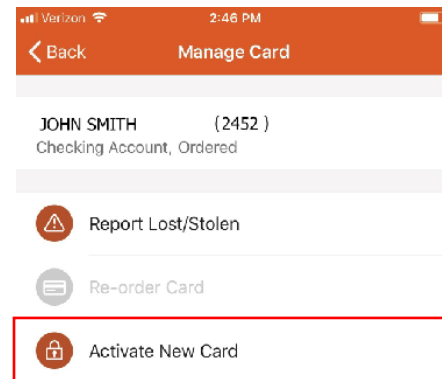 Verizon 2:46 PM
Back Manage Card
JOHN SMITH (2452 )
Checking Account, Ordered
Report Lost/Stolen
Re-order Card
Activate New Card